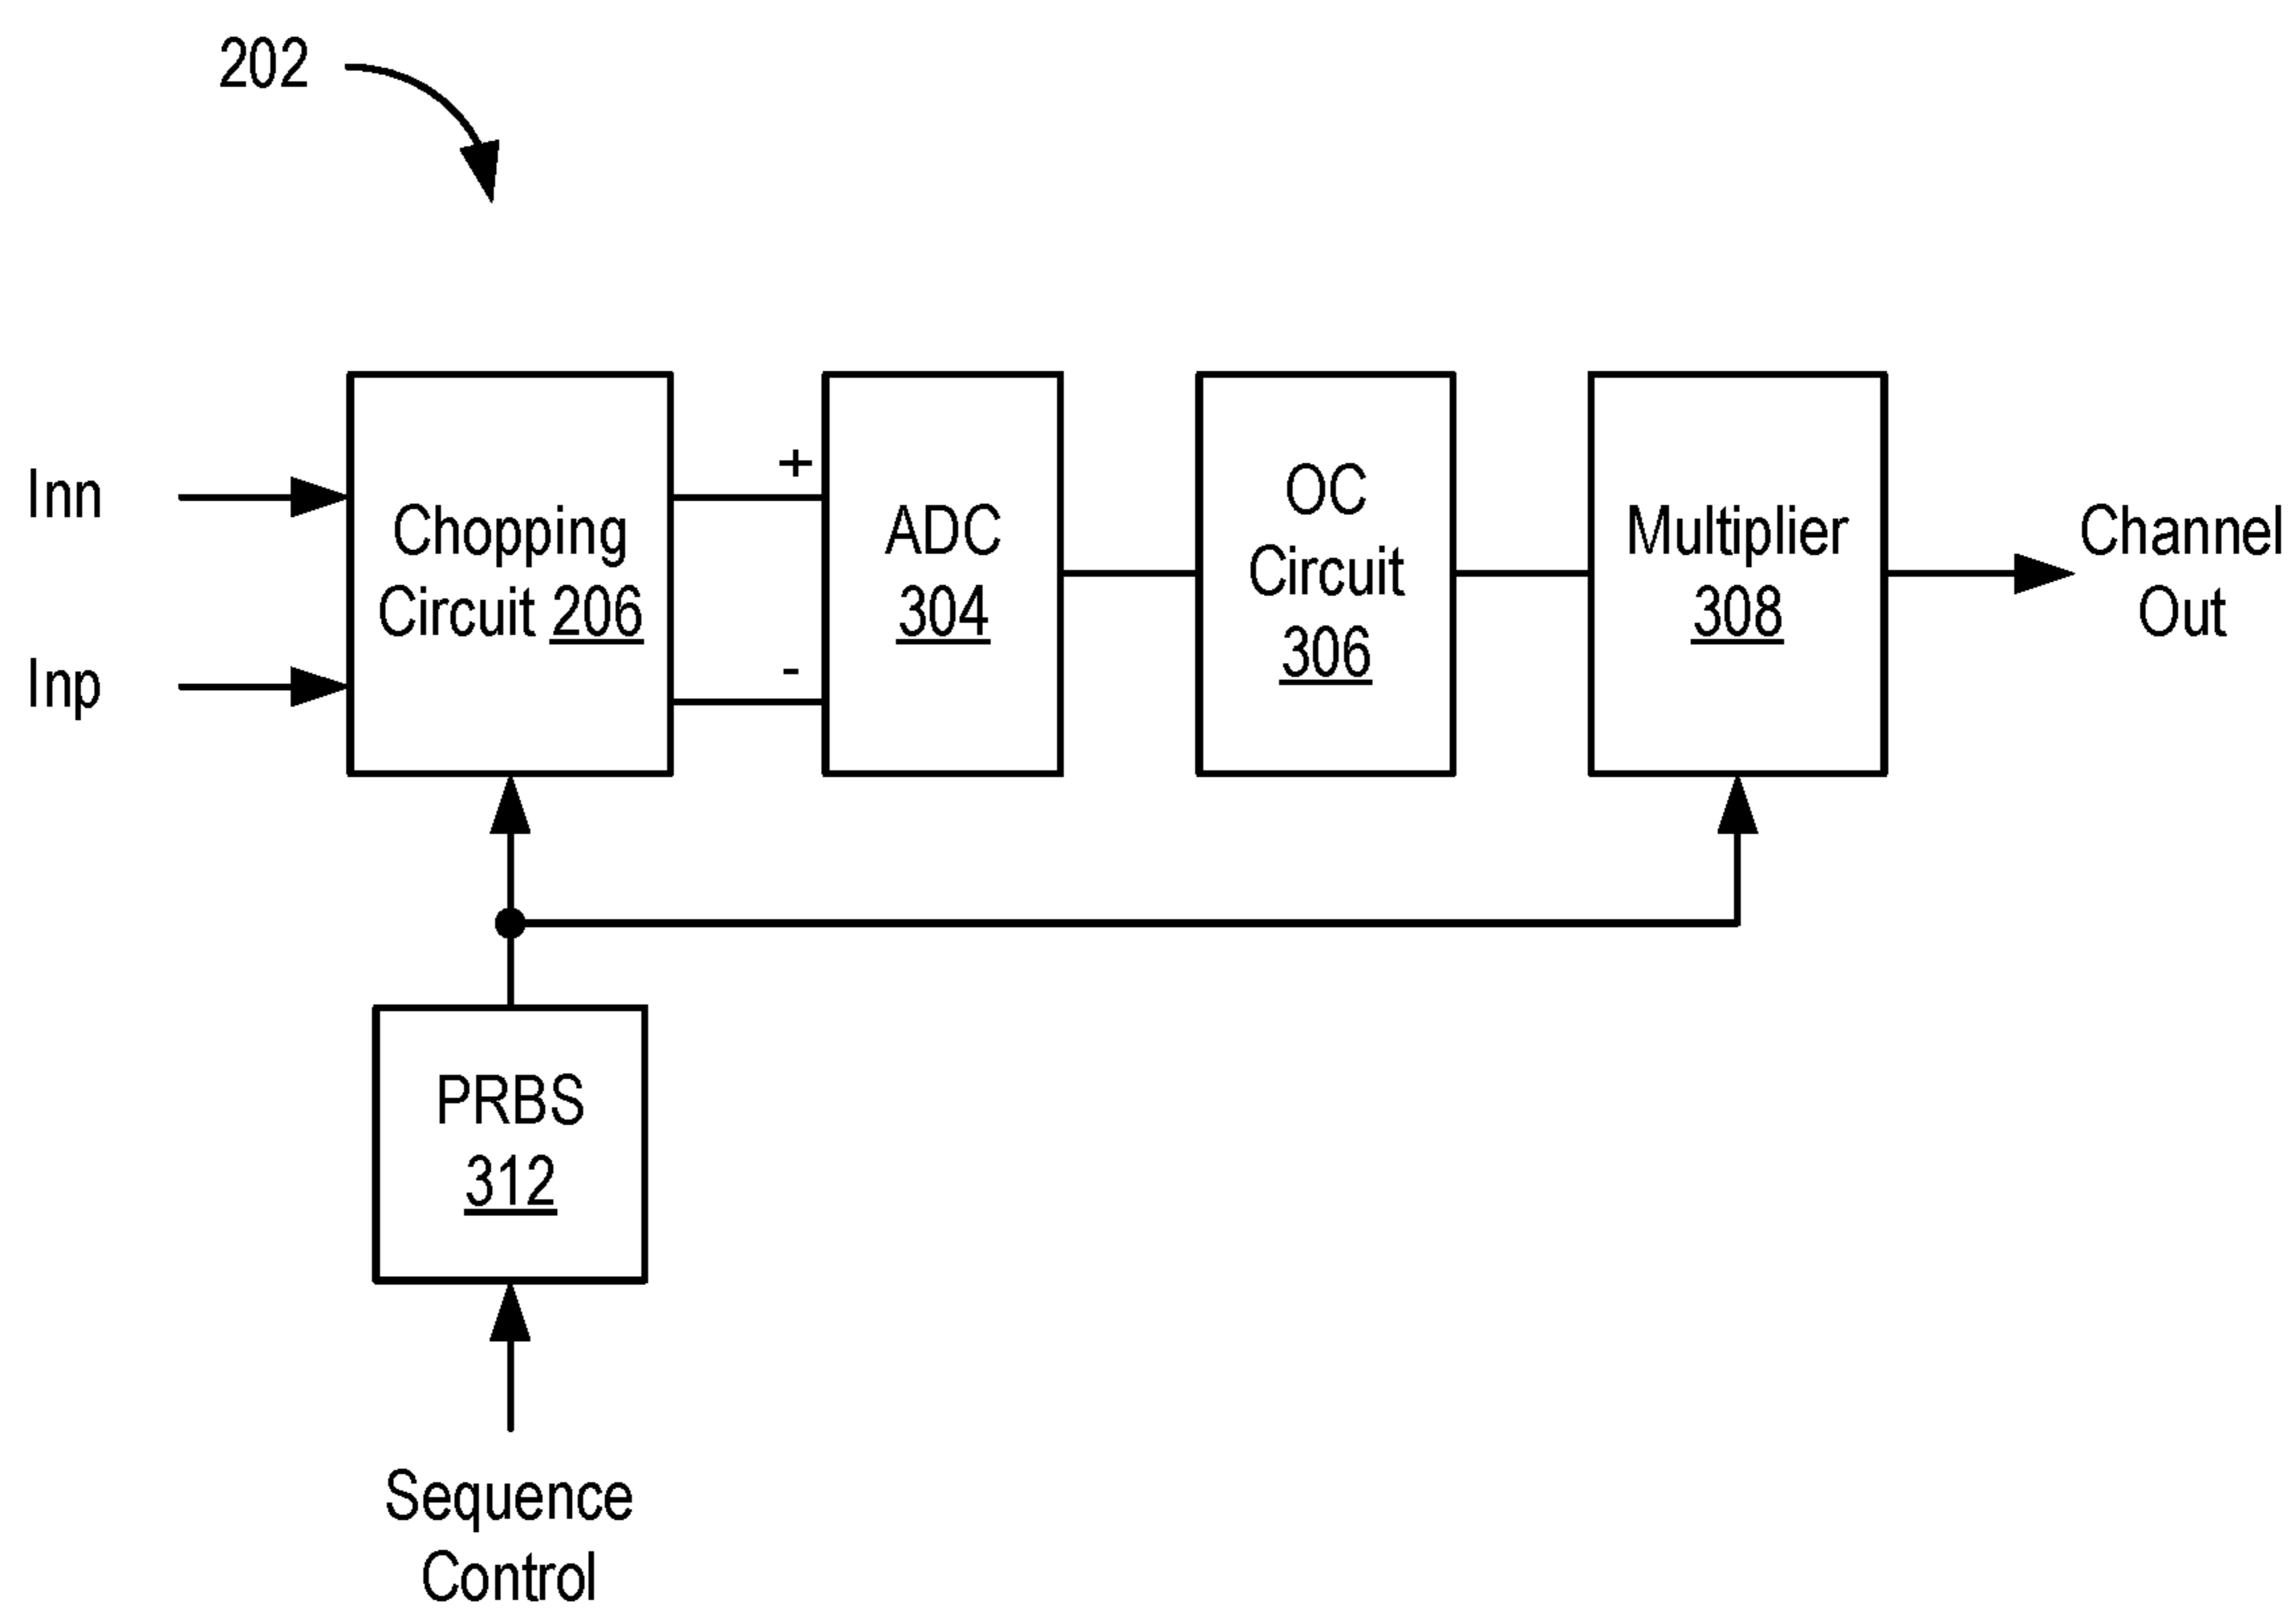 202
Inn
Inp
Chopping
Circuit 206
+
-
ADC
304
OC
Circuit
306
Multiplier
308
Channel
Out
PRBS
312
Sequence
Control